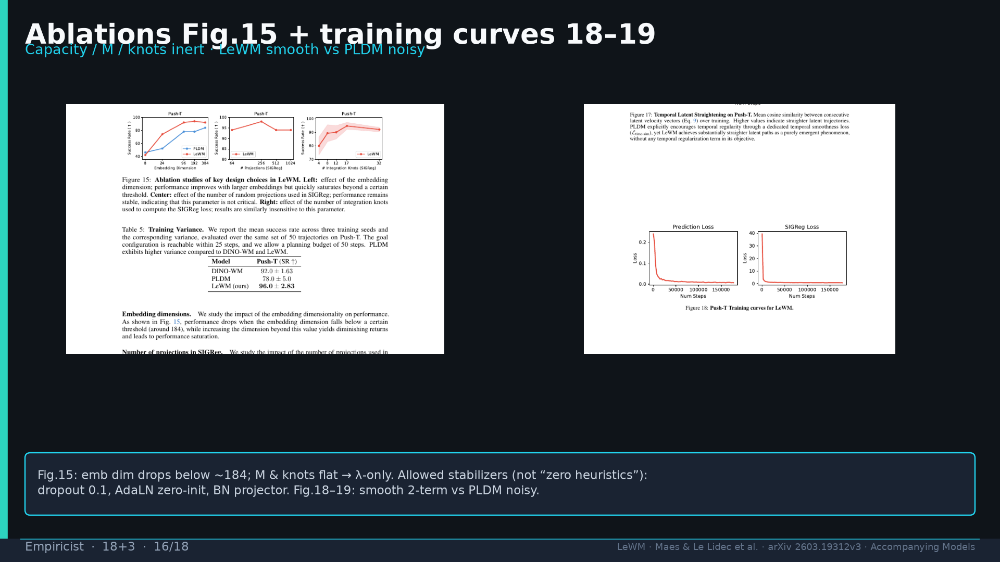 Ablations Fig.15 + training curves 18–19
Capacity / M / knots inert · LeWM smooth vs PLDM noisy
Push-T
Push-T
Push-T
Success Rate (↑)
100
80
60
40
PLDM
LeWM
8 24 96 192 384
Embedding Dimension
Success Rate (↑)
100
95
90
85
80
LeWM
64 256 512 1024
# Projections (SIGReg)
Success Rate (↑)
100
90
80
70
LeWM
4 8 12 17 32
# Integration Knots (SIGReg)
Figure 15: Ablation studies of key design choices in LeWM. Left: effect of the embedding
dimension; performance improves with larger embeddings but quickly saturates beyond a certain
threshold. Center: effect of the number of random projections used in SIGReg; performance remains
stable, indicating that this parameter is not critical. Right: effect of the number of integration knots
used to compute the SIGReg loss; results are similarly insensitive to this parameter.
Table 5: Training Variance. We report the mean success rate across three training seeds and
the corresponding variance, evaluated over the same set of 50 trajectories on Push-T. The goal
configuration is reachable within 25 steps, and we allow a planning budget of 50 steps. PLDM
exhibits higher variance compared to DINO-WM and LeWM.
Model Push-T (SR ↑)
DINO-WM 92.0 ± 1.63
PLDM 78.0 ± 5.0
LeWM (ours) 96.0 ± 2.83
Embedding dimensions. We study the impact of the embedding dimensionality on performance.
As shown in Fig. 15, performance drops when the embedding dimension falls below a certain
threshold (around 184), while increasing the dimension beyond this value yields diminishing returns
and leads to performance saturation.
Number of projections in SIGReg. We study the impact of the number of projections used in
Figure 17: Temporal Latent Straightening on Push-T. Mean cosine similarity between consecutive
latent velocity vectors (Eq. 9) over training. Higher values indicate straighter latent trajectories.
PLDM explicitly encourages temporal regularity through a dedicated temporal smoothness loss
(ℒtime-sim), yet LeWM achieves substantially straighter latent paths as a purely emergent phenomenon,
without any temporal regularization term in its objective.
Prediction Loss
Loss
0.2
0.1
0.0
0 50000 100000 150000
Num Steps
SIGReg Loss
Loss
40
30
20
10
0
0 50000 100000 150000
Num Steps
Figure 18: Push-T Training curves for LeWM.
Fig.15: emb dim drops below ~184; M & knots flat → λ-only. Allowed stabilizers (not “zero heuristics”):
dropout 0.1, AdaLN zero-init, BN projector. Fig.18–19: smooth 2-term vs PLDM noisy.
Empiricist · 18+3 · 16/18
LeWM · Maes & Le Lidec et al. · arXiv 2603.19312v3 · Accompanying Models